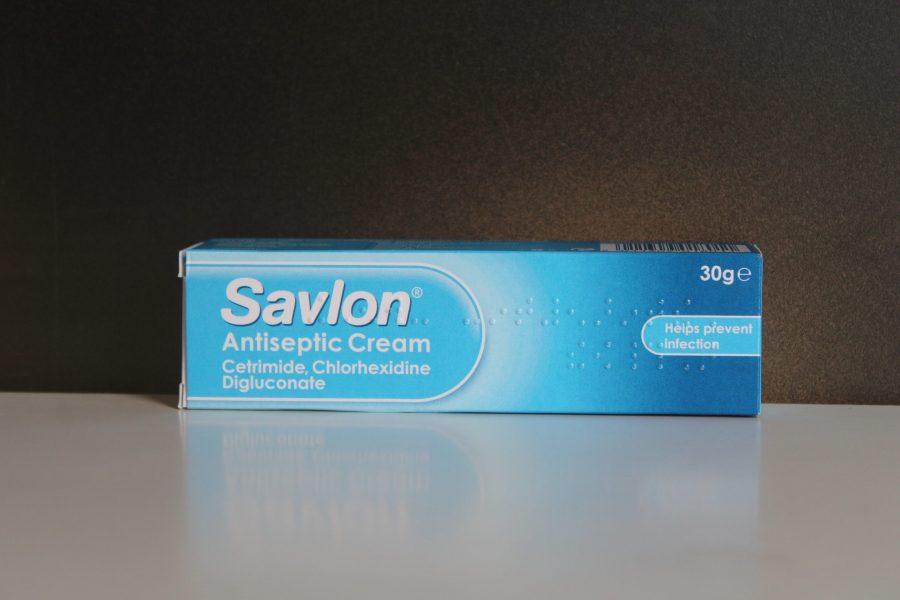 Savlon®
Antiseptic Cream
Cetrimide, Chlorhexidine
Digluconate
30g℮
Helps prevent
infection